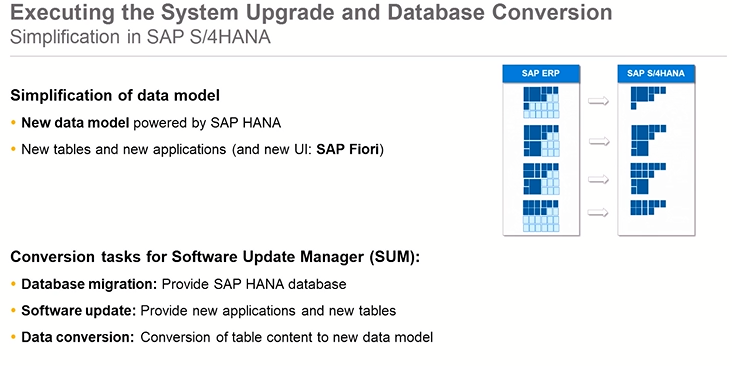 Executing the System Upgrade and Database Conversion
Simplification in SAP S/4HANA
SAP ERP
SAP S/4HANA
Simplification of data model
• New data model powered by SAP HANA
• New tables and new applications (and new UI: SAP Fiori)
Conversion tasks for Software Update Manager (SUM):
• Database migration: Provide SAP HANA database
• Software update: Provide new applications and new tables
• Data conversion: Conversion of table content to new data model